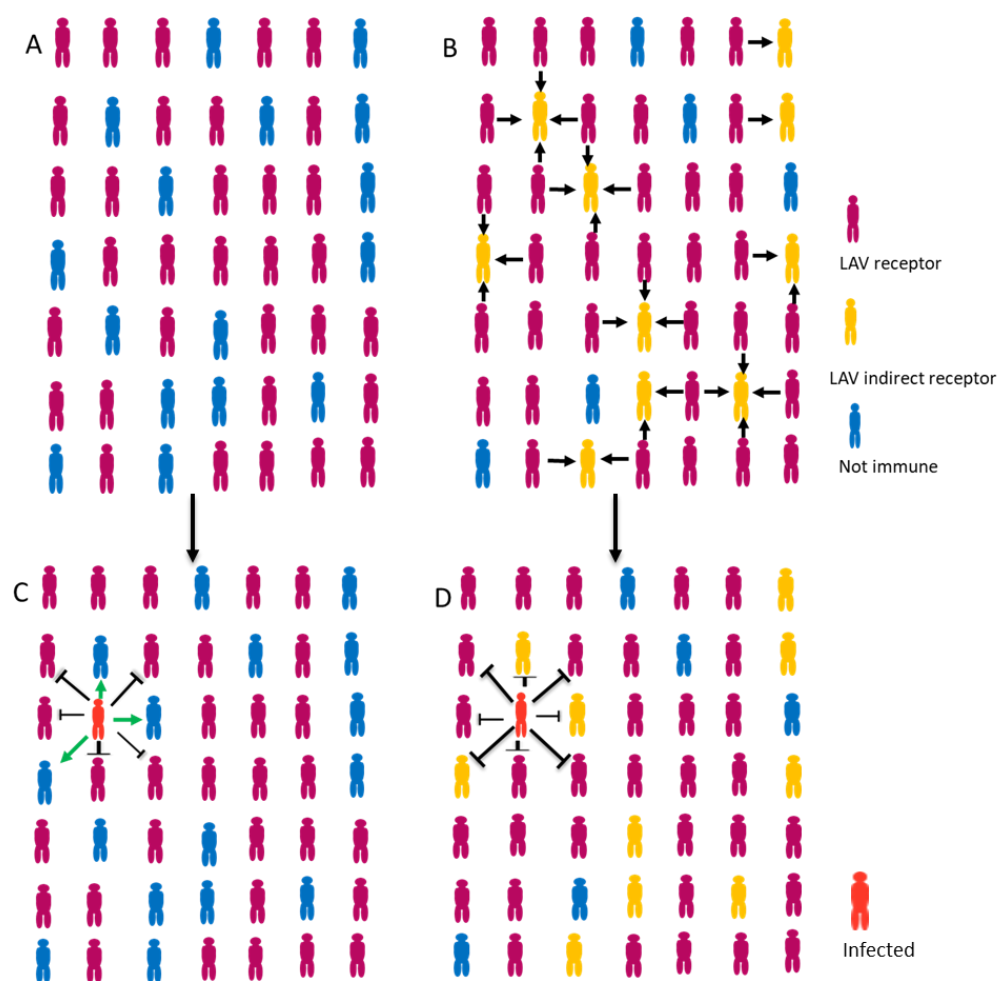 A
B
LAV receptor
LAV indirect receptor
Not immune
C
D
Infected